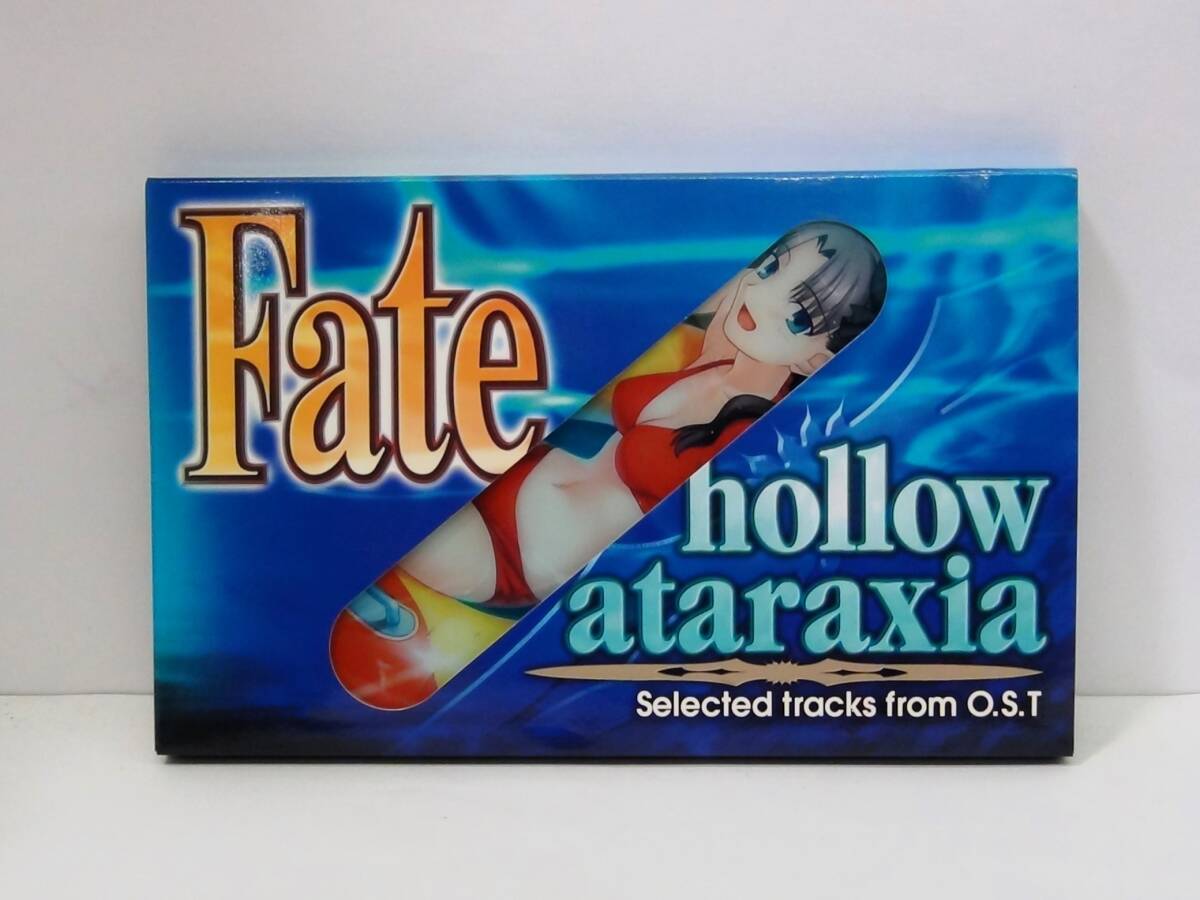 Fate
hollow
ataraxia
Selected tracks from O.S.T